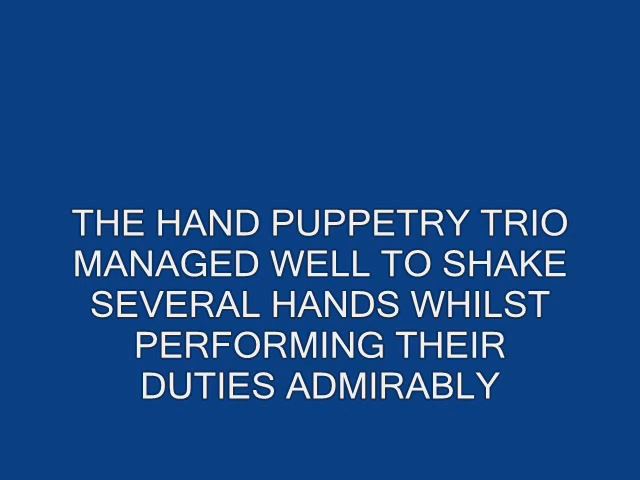 THE HAND PUPPETRY TRIO
MANAGED WELL TO SHAKE
SEVERAL HANDS WHILST
PERFORMING THEIR
DUTIES ADMIRABLY